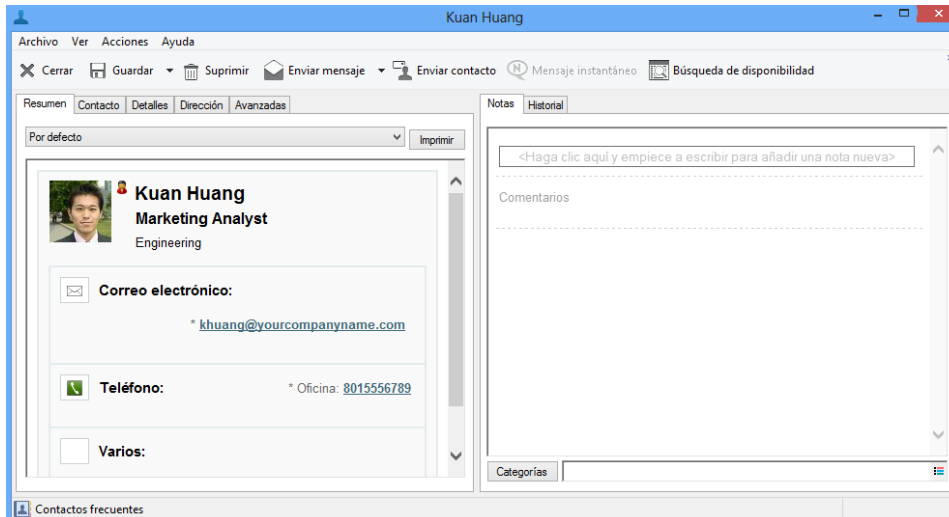 Kuan Huang
Archivo Ver Acciones Ayuda
Cerrar Guardar Suprimir Enviar mensaje Enviar contacto Mensaje instantáneo Búsqueda de disponibilidad
Resumen Contacto Detalles Dirección Avanzadas
Por defecto Imprimir
Kuan Huang
Marketing Analyst
Engineering
Correo electrónico:
* khuang@yourcompanyname.com
Teléfono: * Oficina: 8015556789
Varios:
Notas Historial
<Haga clic aquí y empiece a escribir para añadir una nota nueva>
Comentarios
Categorías
Contactos frecuentes